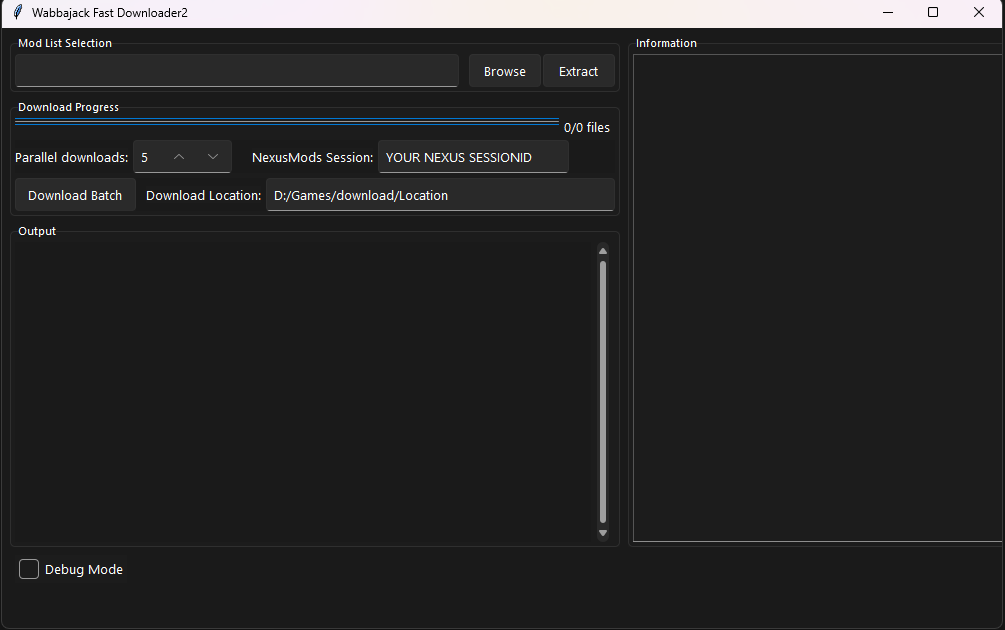 Wabbajack Fast Downloader2
Mod List Selection
Browse
Extract
Download Progress
0/0 files
Parallel downloads: 5 NexusMods Session: YOUR NEXUS SESSIONID
Download Batch Download Location: D:/Games/download/Location
Output
Debug Mode
Information